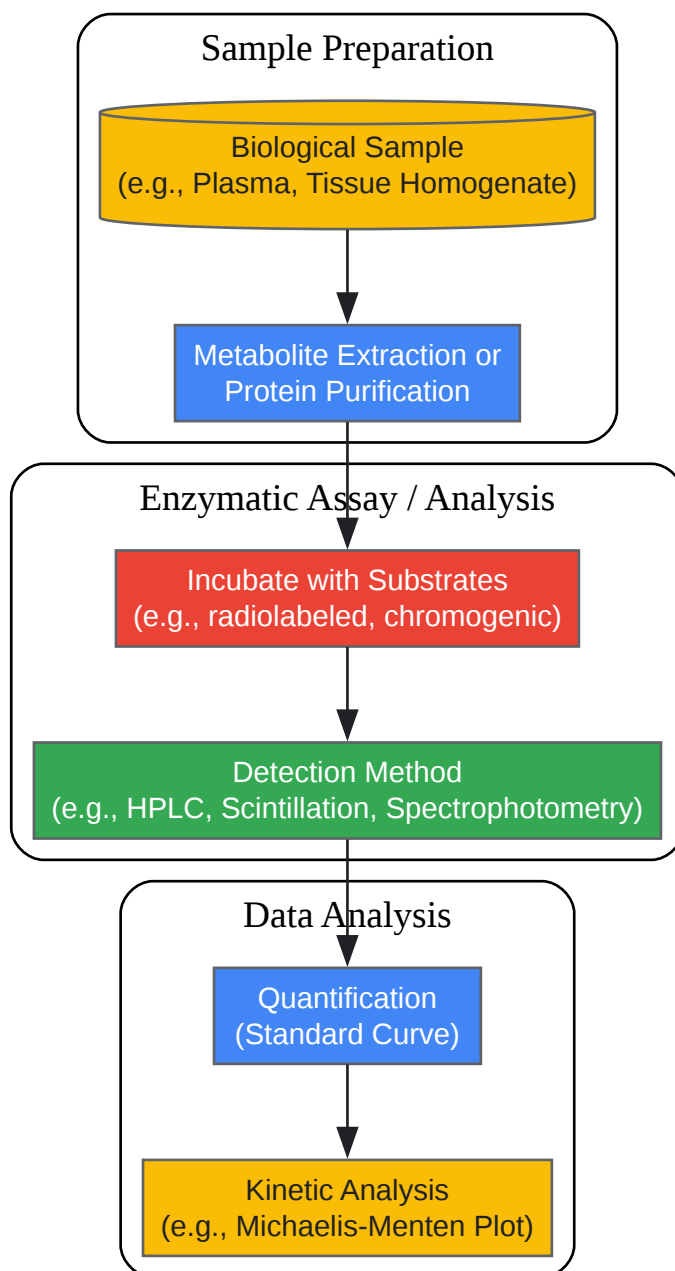 Sample Preparation
Biological Sample
(e.g., Plasma, Tissue Homogenate)
Metabolite Extraction or
Protein Purification
Enzymatic Assay / Analysis
Incubate with Substrates
(e.g., radiolabeled, chromogenic)
Detection Method
(e.g., HPLC, Scintillation, Spectrophotometry)
Data Analysis
Quantification
(Standard Curve)
Kinetic Analysis
(e.g., Michaelis-Menten Plot)